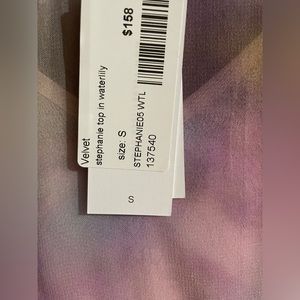 $158
Velvet
stephanie top in waterlily
size: S
STEPHANIE05 WTL
137540
S